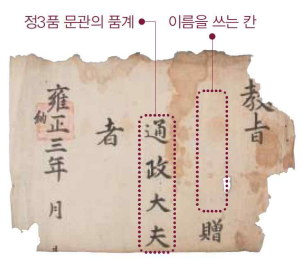 정3품 문관의 품계
이름을 쓰는 칸
教旨
贈
通政大夫
者
雍正三年 月
納